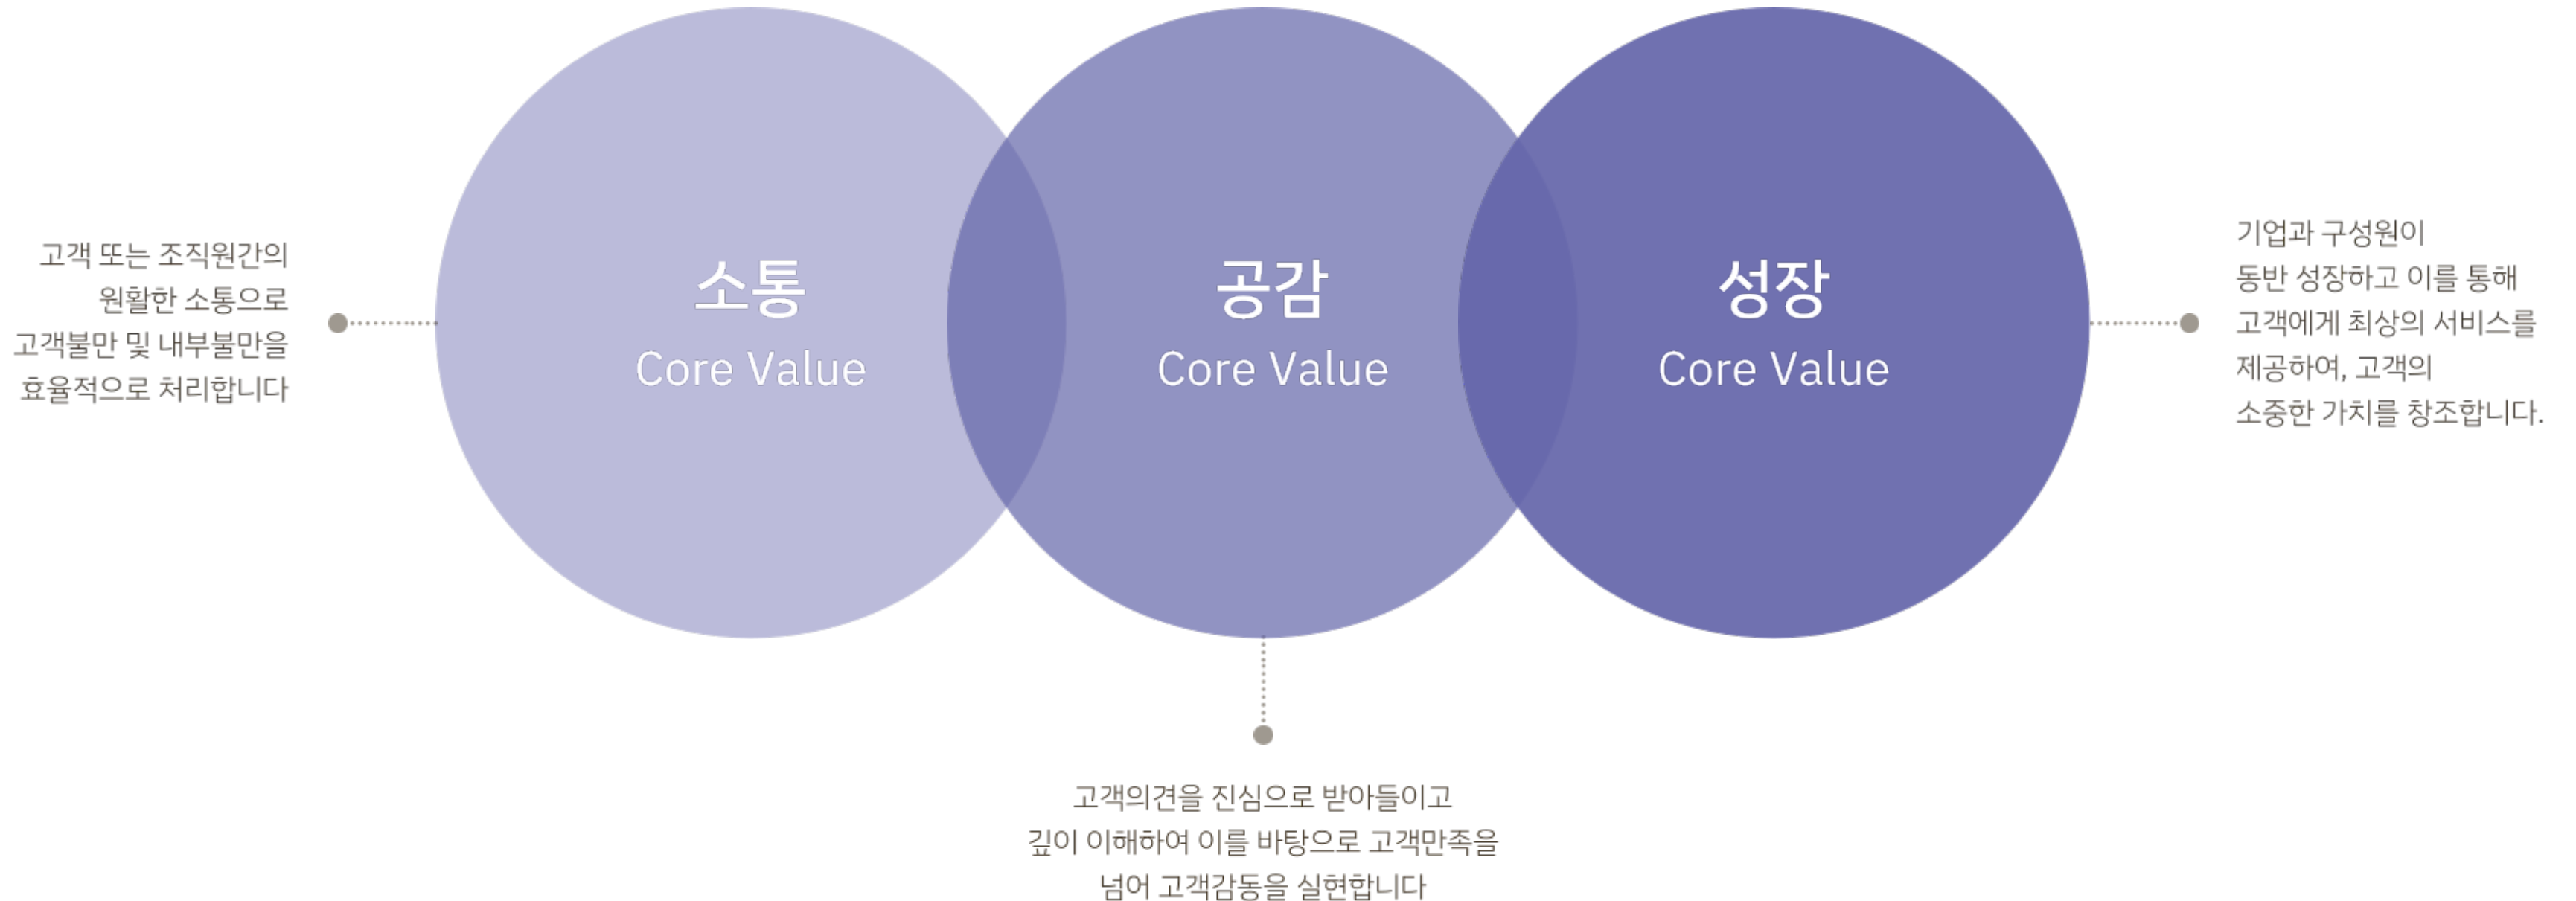 고객 또는 조직원간의
원활한 소통으로
고객불만 및 내부불만을
효율적으로 처리합니다
소통
Core Value
공감
Core Value
성장
Core Value
기업과 구성원이
동반 성장하고 이를 통해
고객에게 최상의 서비스를
제공하여, 고객의
소중한 가치를 창조합니다.
고객의견을 진심으로 받아들이고
깊이 이해하여 이를 바탕으로 고객만족을
넘어 고객감동을 실현합니다